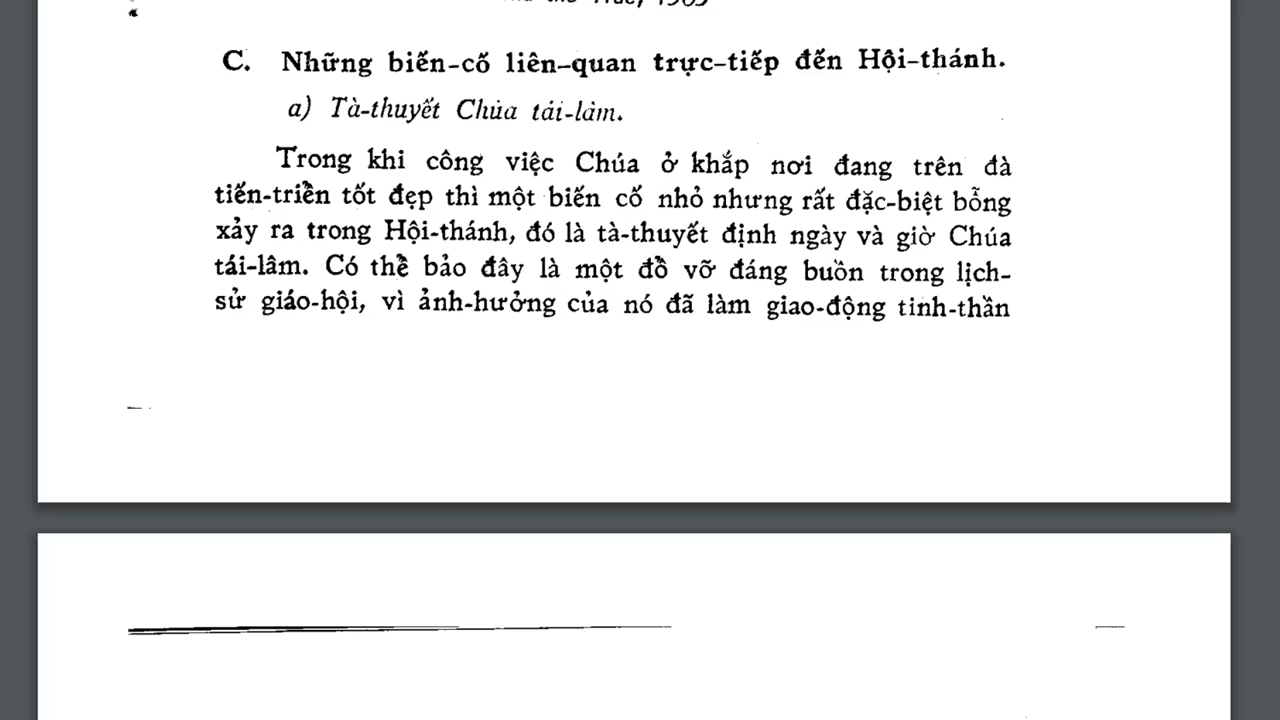 C. Những biến-cố liên-quan trực-tiếp đến Hội-thánh.
a) Tà-thuyết Chúa tái-lâm.
Trong khi công việc Chúa ở khắp nơi đang trên đà
tiến-triển tốt đẹp thì một biến cố nhỏ nhưng rất đặc-biệt bỗng
xảy ra trong Hội-thánh, đó là tà-thuyết định ngày và giờ Chúa
tái-lâm. Có thể bảo đây là một đổ vỡ đáng buồn trong lịch-
sử giáo-hội, vì ảnh-hưởng của nó đã làm giao-động tinh-thần